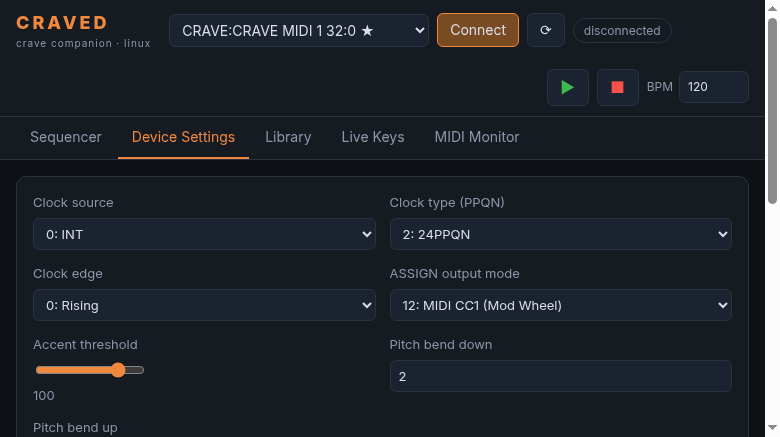 CRAVED
crave companion · linux
CRAVE:CRAVE MIDI 1 32:0 ★
Connect
⟳
disconnected
BPM
120
Sequencer
Device Settings
Library
Live Keys
MIDI Monitor
Clock source
Clock type (PPQN)
0: INT
2: 24PPQN
Clock edge
ASSIGN output mode
0: Rising
12: MIDI CC1 (Mod Wheel)
Accent threshold
Pitch bend down
2
100
Pitch bend up